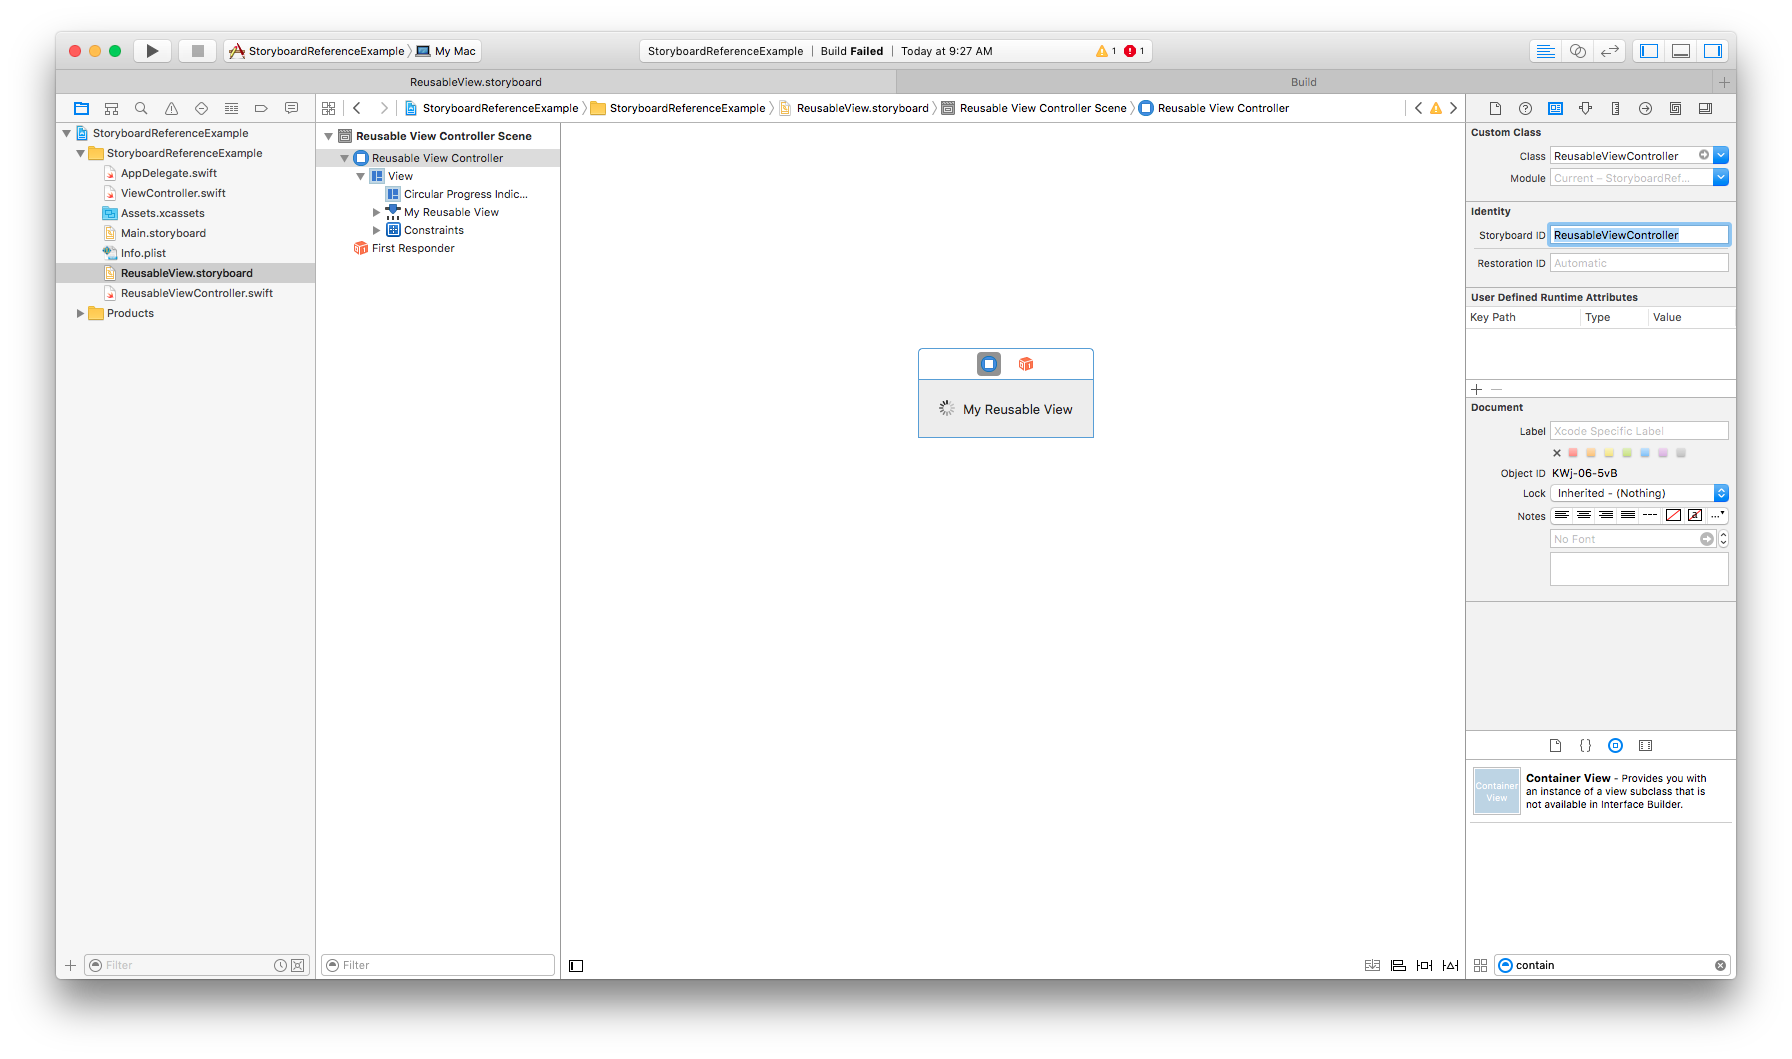 StoryboardReferenceExample My Mac
StoryboardReferenceExample | Build Failed | Today at 9:27 AM 1 1
ReusableView.storyboard
Build
StoryboardReferenceExample
StoryboardReferenceExample
AppDelegate.swift
ViewController.swift
Assets.xcassets
Main.storyboard
Info.plist
ReusableView.storyboard
ReusableViewController.swift
Products
Filter
StoryboardReferenceExample StoryboardReferenceExample ReusableView.storyboard Reusable View Controller Scene Reusable View Controller
Reusable View Controller Scene
Reusable View Controller
View
Circular Progress Indic...
My Reusable View
Constraints
First Responder
Filter
My Reusable View
Custom Class
Class ReusableViewController
Module Current – StoryboardRef...
Identity
Storyboard ID ReusableViewController
Restoration ID Automatic
User Defined Runtime Attributes
Key Path Type Value
Document
Label Xcode Specific Label
Object ID KWj-06-5vB
Lock Inherited - (Nothing)
Notes
No Font
Container
View
Container View - Provides you with
an instance of a view subclass that is
not available in Interface Builder.
contain